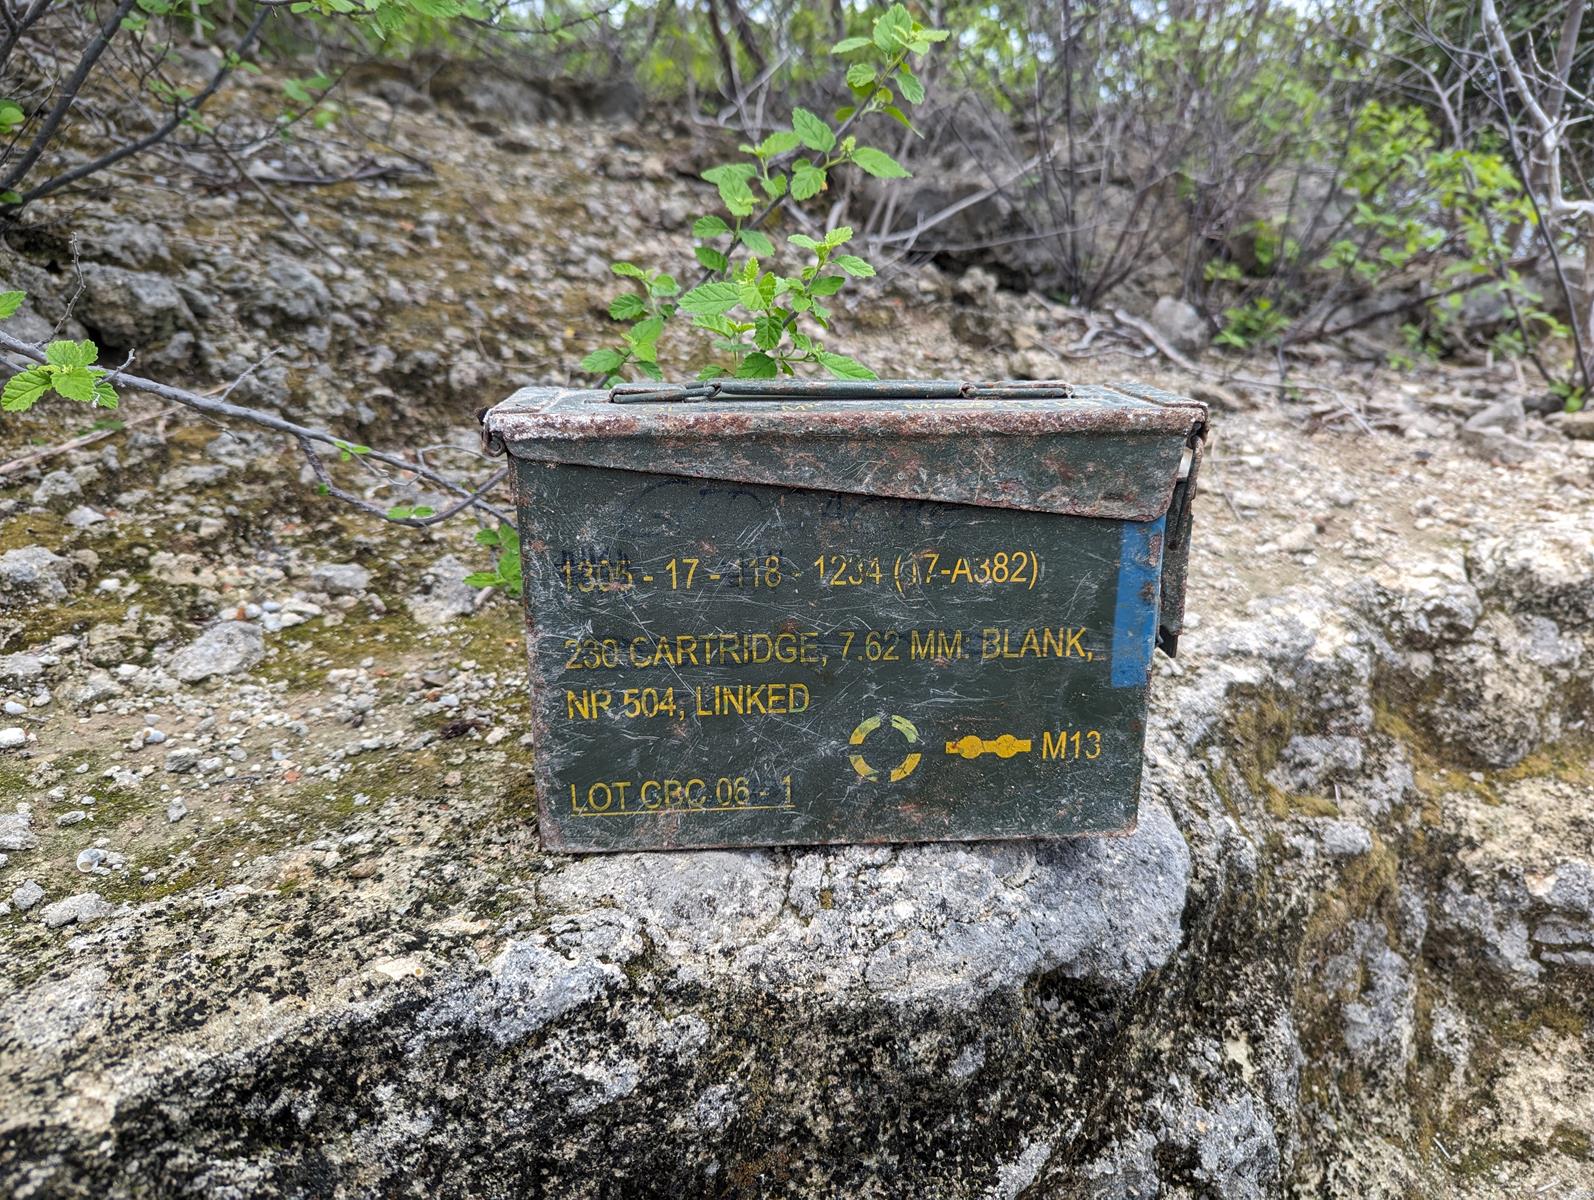 1305 - 17 - 118 - 1234 (17-A382)
230 CARTRIDGE, 7.62 MM. BLANK,
NR 504, LINKED
M13
LOT CBC 06 - 1